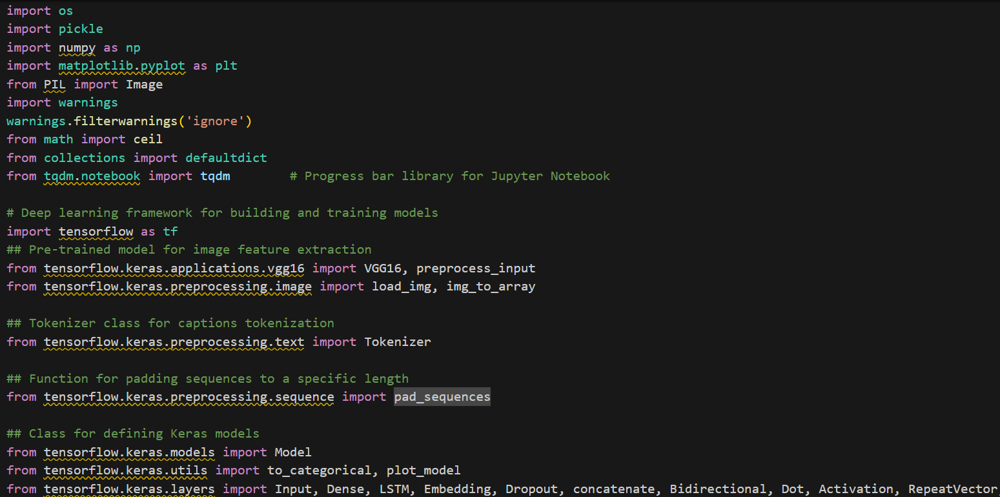 import os
import pickle
import numpy as np
import matplotlib.pyplot as plt
from PIL import Image
import warnings
warnings.filterwarnings('ignore')
from math import ceil
from collections import defaultdict
from tqdm.notebook import tqdm        # Progress bar library for Jupyter Notebook
# Deep learning framework for building and training models
import tensorflow as tf
## Pre-trained model for image feature extraction
from tensorflow.keras.applications.vgg16 import VGG16, preprocess_input
from tensorflow.keras.preprocessing.image import load_img, img_to_array
## Tokenizer class for captions tokenization
from tensorflow.keras.preprocessing.text import Tokenizer
## Function for padding sequences to a specific length
from tensorflow.keras.preprocessing.sequence import pad_sequences
## Class for defining Keras models
from tensorflow.keras.models import Model
from tensorflow.keras.utils import to_categorical, plot_model
from tensorflow.keras.layers import Input, Dense, LSTM, Embedding, Dropout, concatenate, Bidirectional, Dot, Activation, RepeatVector